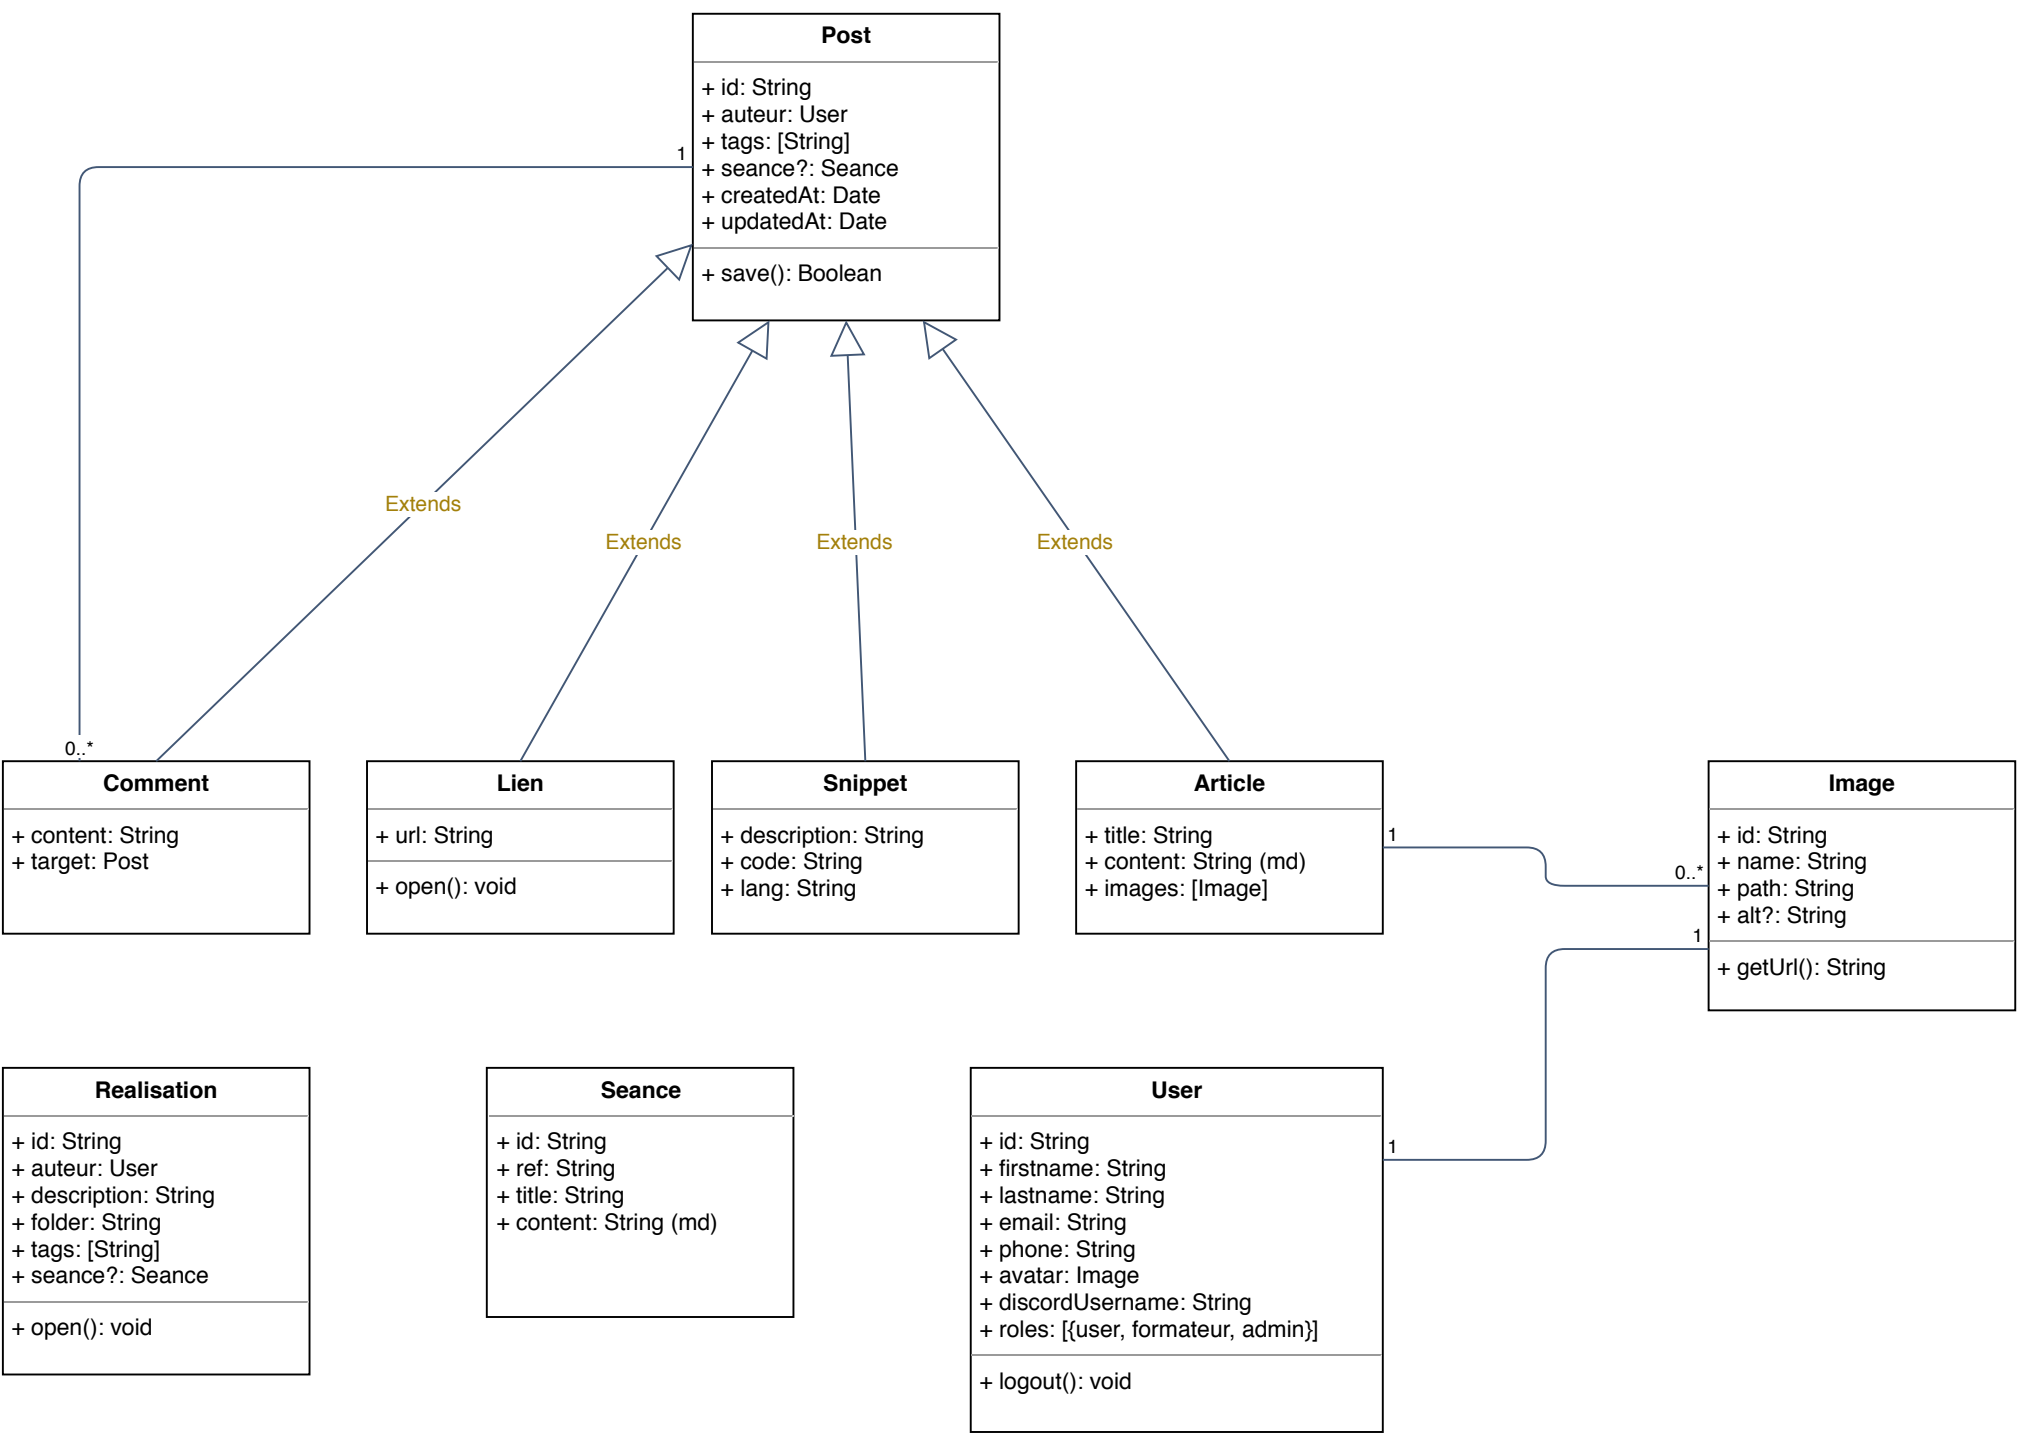 Post
+ id: String
+ auteur: User
+ tags: [String]
+ seance?: Seance
+ createdAt: Date
+ updatedAt: Date
+ save(): Boolean
1
0..*
Extends
Extends
Extends
Extends
Comment
+ content: String
+ target: Post
Lien
+ url: String
+ open(): void
Snippet
+ description: String
+ code: String
+ lang: String
Article
+ title: String
+ content: String (md)
+ images: [Image]
1
0..*
Image
+ id: String
+ name: String
+ path: String
+ alt?: String
+ getUrl(): String
1
1
Realisation
+ id: String
+ auteur: User
+ description: String
+ folder: String
+ tags: [String]
+ seance?: Seance
+ open(): void
Seance
+ id: String
+ ref: String
+ title: String
+ content: String (md)
User
+ id: String
+ firstname: String
+ lastname: String
+ email: String
+ phone: String
+ avatar: Image
+ discordUsername: String
+ roles: [{user, formateur, admin}]
+ logout(): void